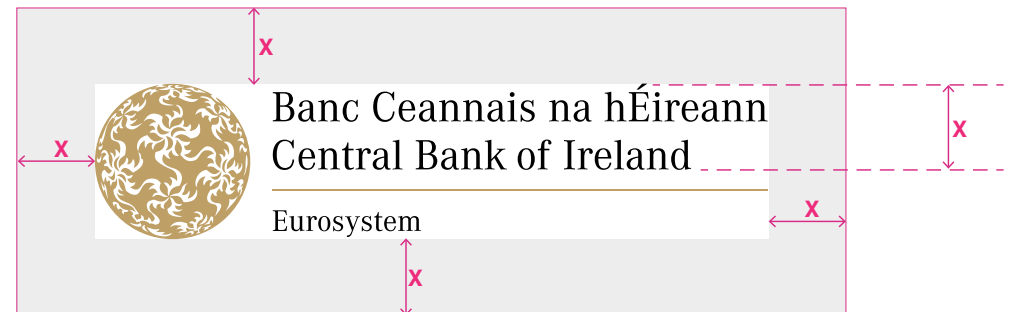 X
Banc Ceannais na hÉireann
Central Bank of Ireland
X
X
X
Eurosystem
X